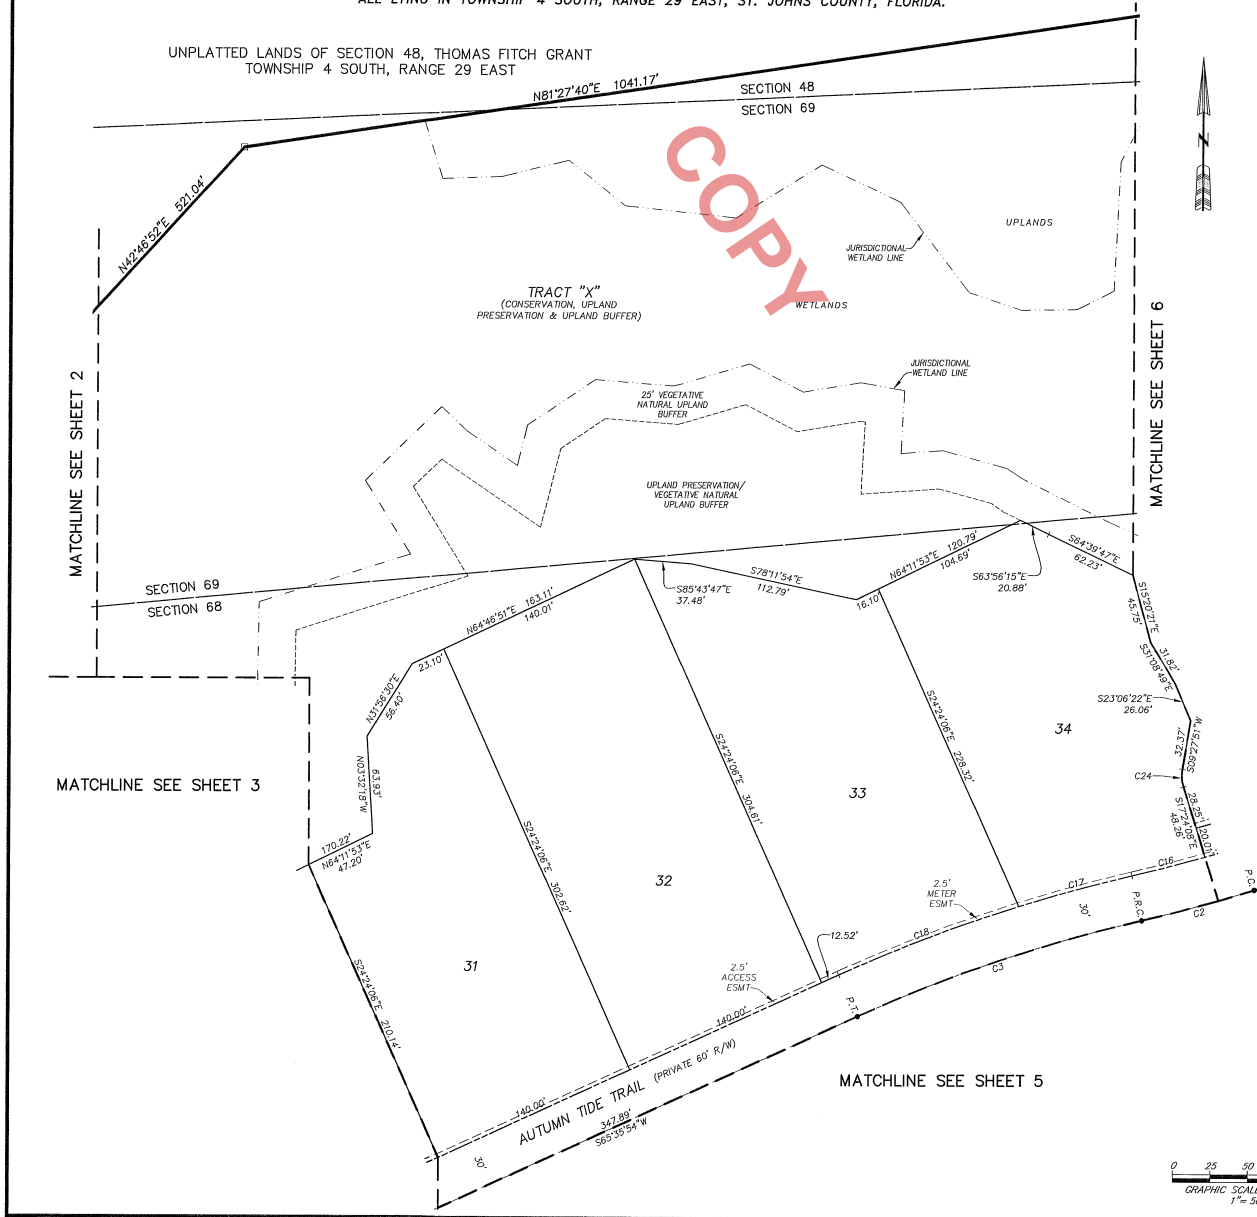 ALL LYING IN TOWNSHIP 4 SOUTH, RANGE 29 EAST, ST. JOHNS COUNTY, FLORIDA.
UNPLATTED LANDS OF SECTION 48, THOMAS FITCH GRANT
TOWNSHIP 4 SOUTH, RANGE 29 EAST
N81°27'40"E 1041.17'
SECTION 48
SECTION 69
N42°46'52"E 521.04'
COPY
N
UPLANDS
JURISDICTIONAL
WETLAND LINE
TRACT "X"
(CONSERVATION, UPLAND
PRESERVATION & UPLAND BUFFER)
WETLANDS
MATCHLINE SEE SHEET 2
MATCHLINE SEE SHEET 6
JURISDICTIONAL
WETLAND LINE
25' VEGETATIVE
NATURAL UPLAND
BUFFER
UPLAND PRESERVATION/
VEGETATIVE NATURAL
UPLAND BUFFER
SECTION 69
SECTION 68
N64°46'51"E 163.11'
140.01'
23.10'
S85°43'47"E
37.48'
S78°11'54"E
112.79'
N64°11'53"E 120.79'
104.69'
16.10'
S63°56'15"E
20.88'
S64°39'47"E
62.23'
S15°20'21"E
45.75'
31.82'
S31°08'49"E
S23°06'22"E
26.06'
32.37'
S09°27'51"W
C24
28.25'
S17°24'08"E
48.26'
20.01'
N31°56'30"E
56.40'
63.93'
N03°32'18"W
MATCHLINE SEE SHEET 3
170.22'
N64°11'53"E
47.20'
S24°24'06"E 210.14'
S24°24'06"E 302.62'
S24°24'06"E 304.61'
S24°24'06"E 228.32'
31
32
33
34
2.5'
METER
ESMT
2.5'
ACCESS
ESMT
12.52'
C18
C17
C16
30'
P.R.C.
P.C.
C2
C3
P.T.
140.00'
140.00'
AUTUMN TIDE TRAIL (PRIVATE 60' R/W)
347.89'
S65°35'54"W
30'
MATCHLINE SEE SHEET 5
0 25 50
GRAPHIC SCALE
1"= 50